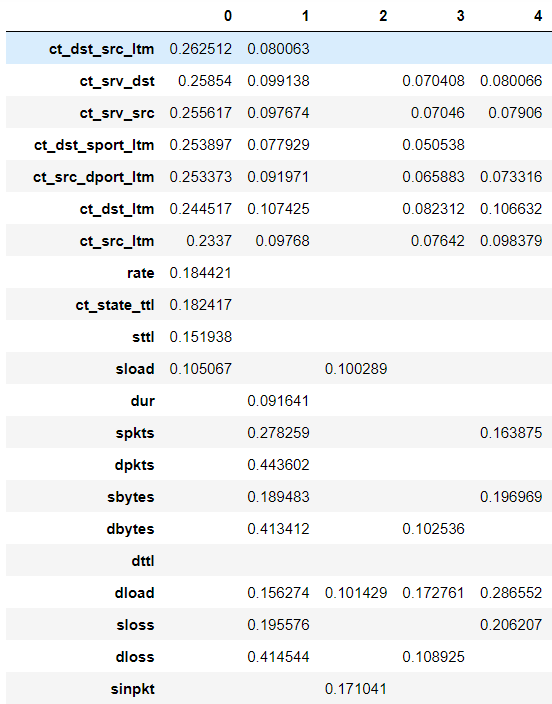 0 1 2 3 4
ct_dst_src_ltm 0.262512 0.080063
ct_srv_dst 0.25854 0.099138 0.070408 0.080066
ct_srv_src 0.255617 0.097674 0.07046 0.07906
ct_dst_sport_ltm 0.253897 0.077929 0.050538
ct_src_dport_ltm 0.253373 0.091971 0.065883 0.073316
ct_dst_ltm 0.244517 0.107425 0.082312 0.106632
ct_src_ltm 0.2337 0.09768 0.07642 0.098379
rate 0.184421
ct_state_ttl 0.182417
sttl 0.151938
sload 0.105067 0.100289
dur 0.091641
spkts 0.278259 0.163875
dpkts 0.443602
sbytes 0.189483 0.196969
dbytes 0.413412 0.102536
dttl
dload 0.156274 0.101429 0.172761 0.286552
sloss 0.195576 0.206207
dloss 0.414544 0.108925
sinpkt 0.171041